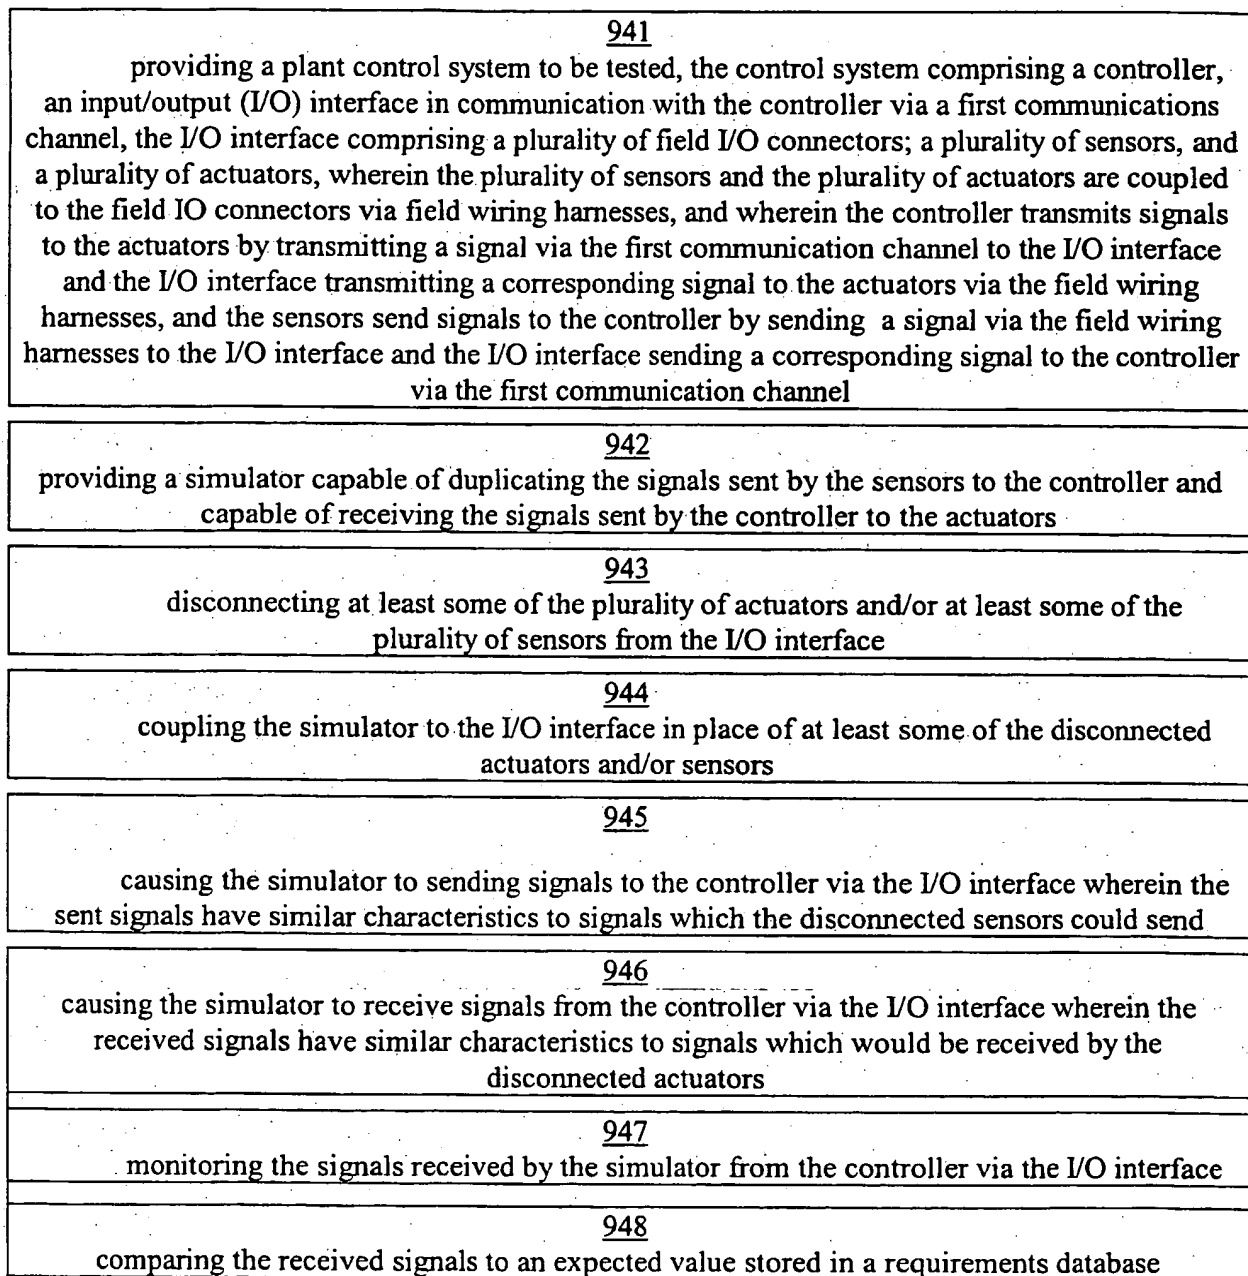 941
providing a plant control system to be tested, the control system comprising a controller,
an input/output (I/O) interface in communication with the controller via a first communications
channel, the I/O interface comprising a plurality of field I/O connectors; a plurality of sensors, and
a plurality of actuators, wherein the plurality of sensors and the plurality of actuators are coupled
to the field IO connectors via field wiring harnesses, and wherein the controller transmits signals
to the actuators by transmitting a signal via the first communication channel to the I/O interface
and the I/O interface transmitting a corresponding signal to the actuators via the field wiring
harnesses, and the sensors send signals to the controller by sending a signal via the field wiring
harnesses to the I/O interface and the I/O interface sending a corresponding signal to the controller
via the first communication channel
942
providing a simulator capable of duplicating the signals sent by the sensors to the controller and
capable of receiving the signals sent by the controller to the actuators
943
disconnecting at least some of the plurality of actuators and/or at least some of the
plurality of sensors from the I/O interface
944
coupling the simulator to the I/O interface in place of at least some of the disconnected
actuators and/or sensors
945
causing the simulator to sending signals to the controller via the I/O interface wherein the
sent signals have similar characteristics to signals which the disconnected sensors could send
946
causing the simulator to receive signals from the controller via the I/O interface wherein the
received signals have similar characteristics to signals which would be received by the
disconnected actuators
947
monitoring the signals received by the simulator from the controller via the I/O interface
948
comparing the received signals to an expected value stored in a requirements database